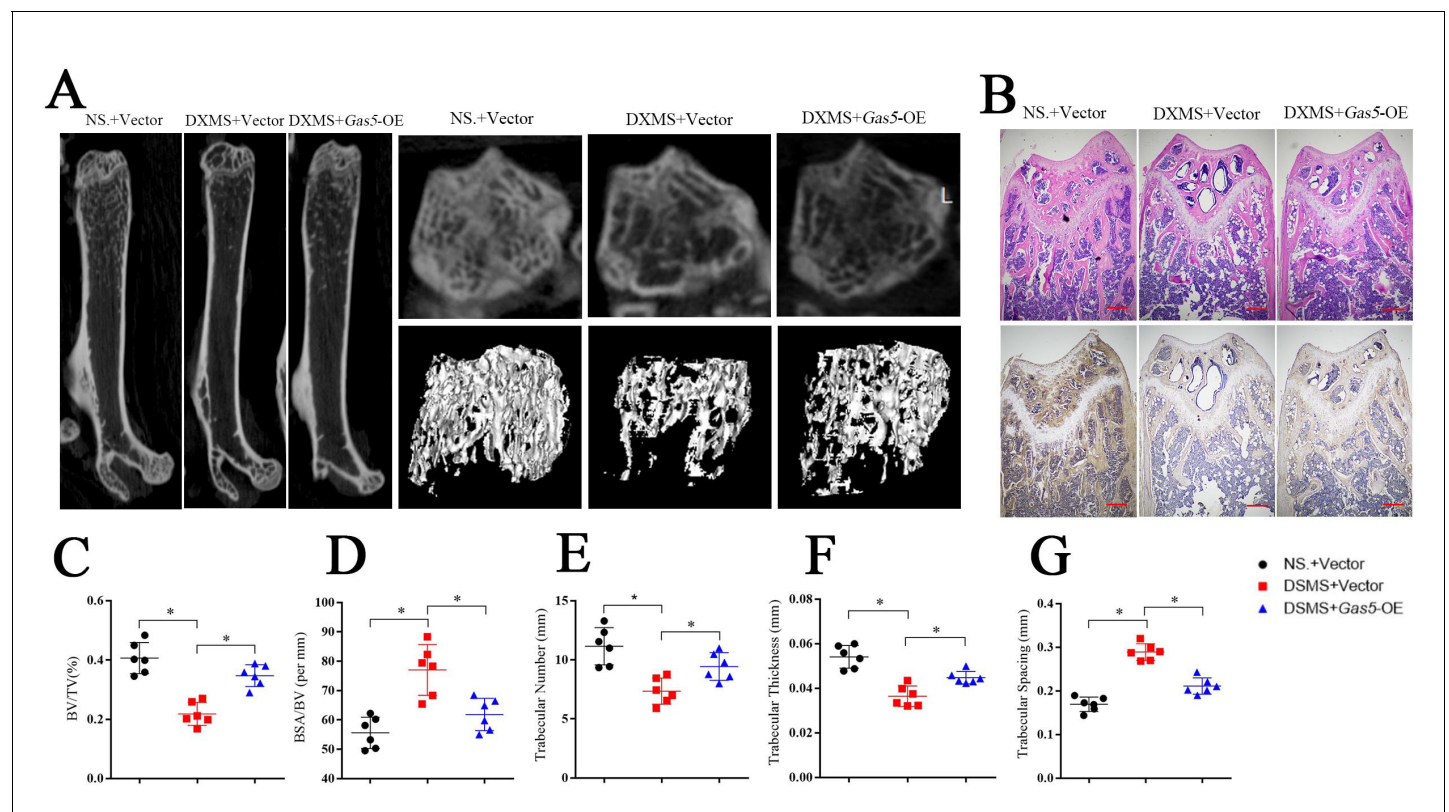 A
NS.+Vector DXMS+Vector DXMS+Gas5-OE NS.+Vector DXMS+Vector DXMS+Gas5-OE
L
B
NS.+Vector DXMS+Vector DXMS+Gas5-OE
C
BV/TV(%)
0.6
0.4
0.2
0.0
*
*
D
BSA/BV (per mm)
100
90
80
70
60
50
40
*
*
E
Trabecular Number (mm)
15
10
5
0
*
*
F
Trabecular Thickness (mm)
0.08
0.06
0.04
0.02
0.00
*
*
G
Trabecular Spacing (mm)
0.4
0.3
0.2
0.1
0.0
*
*
NS.+Vector
DSMS+Vector
DSMS+Gas5-OE